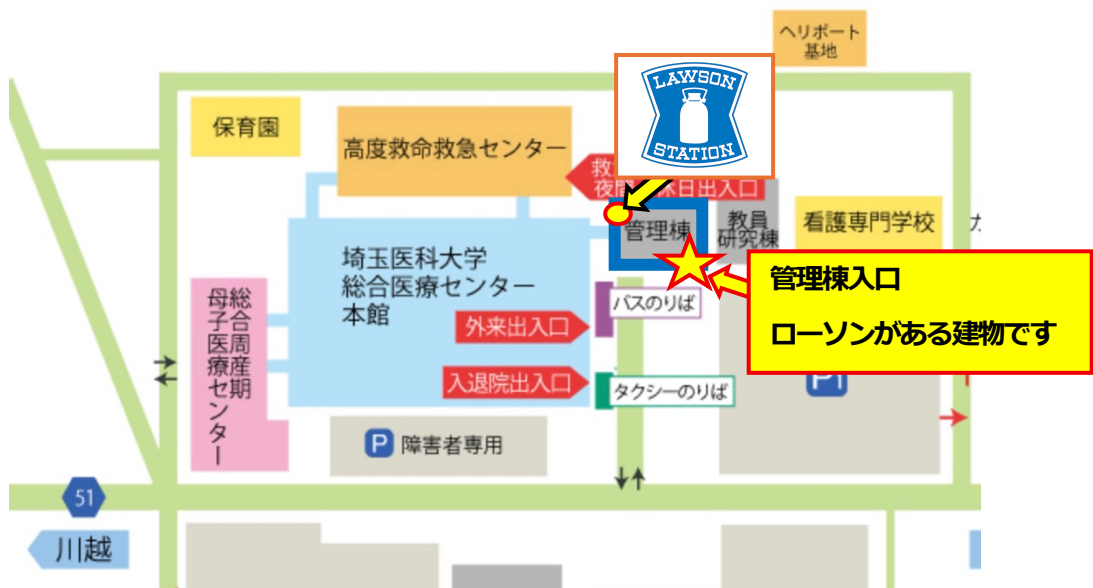 ヘリポート
基地
LAWSON
STATION
保育園
高度救命救急センター
救
夜間 休日出入口
管理棟
教員
研究棟
看護専門学校
埼玉医科大学
総合医療センター
本館
管理棟入口
ローソンがある建物です
バスのりば
外来出入口
総合周産期
母子医療センター
入退院出入口
タクシーのりば
P1
P 障害者専用
51
川越